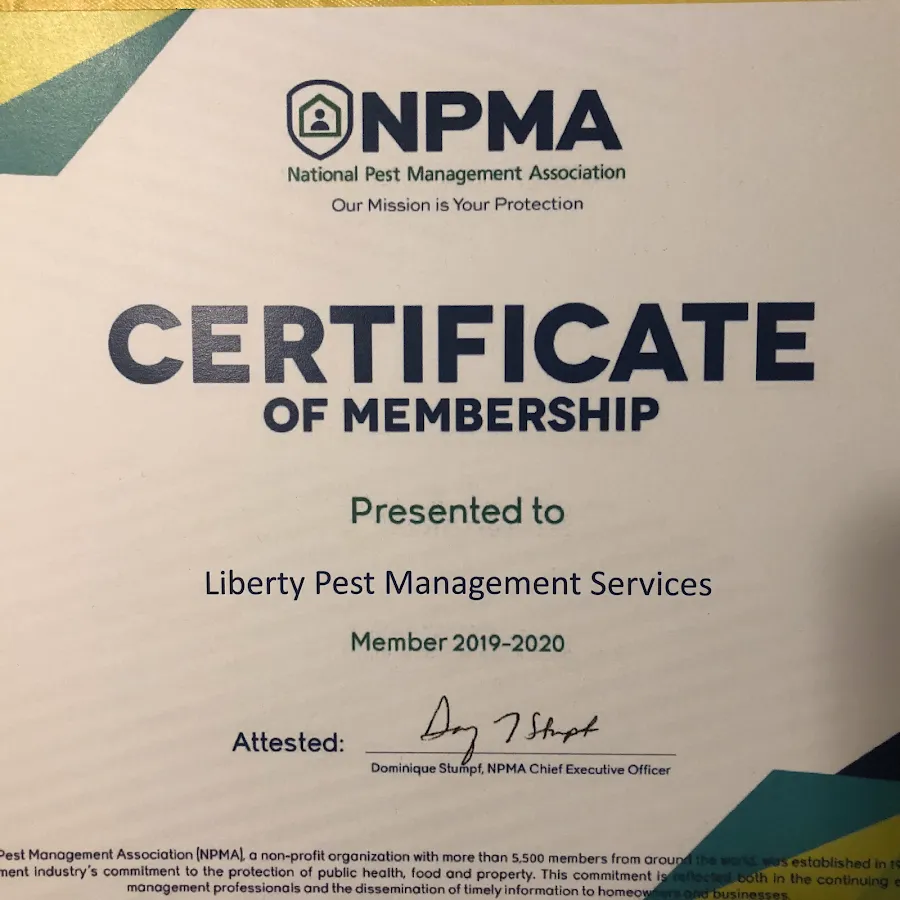 NPMA
National Pest Management Association
Our Mission is Your Protection
CERTIFICATE
OF MEMBERSHIP
Presented to
Liberty Pest Management Services
Member 2019-2020
Attested:
Dominique Stumpf, NPMA Chief Executive Officer
Pest Management Association (NPMA), a non-profit organization with more than 5,500 members from around the world, was established in
industry's commitment to the protection of public health, food and property. This commitment is reflected both in the continuing
management professionals and the dissemination of timely information to homeowners and businesses.